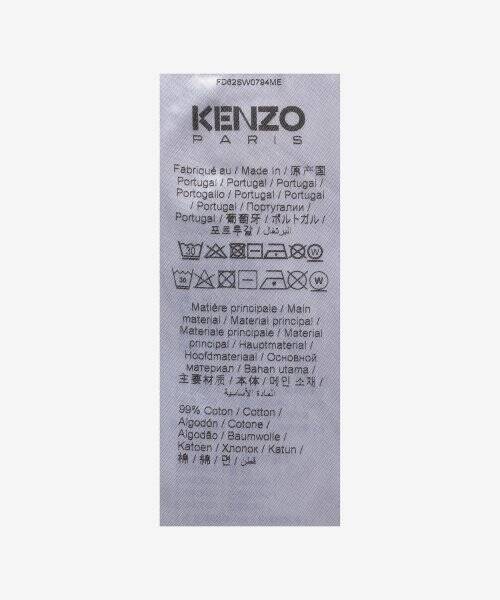 FD62SW0794ME
KENZO
PARIS
Fabriqué au / Made in / 原产国
Portugal / Portugal / Portugal /
Portogallo / Portugal / Portugal
/ Portugal / Португалии /
Portugal / 葡萄牙 / ポルトガル /
포르투갈 / البرتغال
30 W
30 W
Matière principale / Main
material / Material principal /
Materiale principale / Material
principal / Hauptmaterial /
Hoofdmateriaal / Основной
материал / Bahan utama /
主要材质 / 本体 / 메인 소재 /
المادة الأساسية
99% Coton / Cotton /
Algodón / Cotone /
Algodão / Baumwolle /
Katoen / Хлопок / Katun /
棉 / 綿 / 면 / قطن